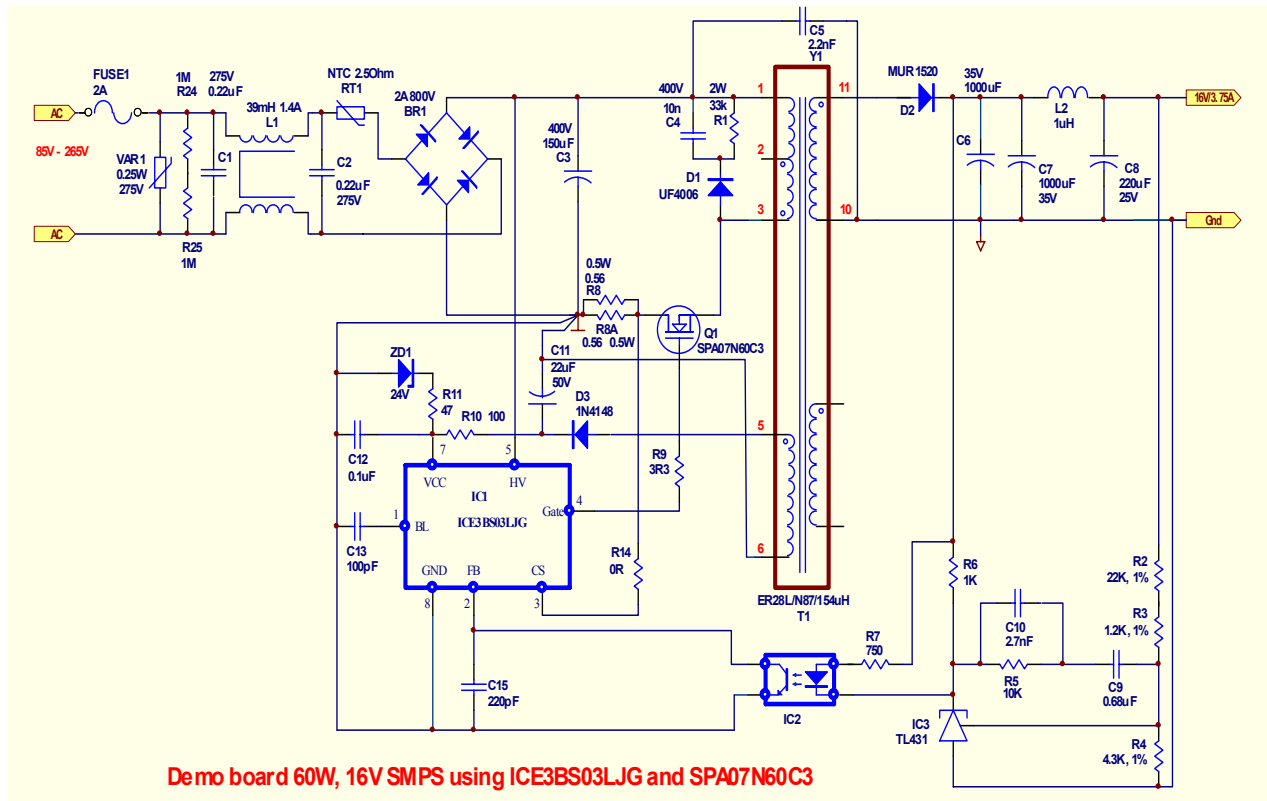 C5
2.2nF
Y1
FUSE1
2A
1M
R24
275V
0.22uF
39mH 1.4A
L1
NTC 2.5Ohm
RT1
2A 800V
BR1
400V
150uF
C3
400V
10n
C4
2W
33k
R1
1
11
MUR1520
D2
35V
1000uF
L2
1uH
16V/3.75A
AC
85V - 265V
VAR1
0.25W
275V
C1
C2
0.22uF
275V
2
D1
UF4006
C6
C7
1000uF
35V
C8
220uF
25V
3
10
AC
Gnd
R25
1M
0.5W
0.56
R8
R8A
0.56 0.5W
Q1
SPA07N60C3
ZD1
24V
C11
22uF
50V
R11
47
R10 100
D3
1N4148
5
C12
0.1uF
7
5
R9
3R3
VCC
HV
IC1
ICE3BS03LJG
Gate
4
1
BL
C13
100pF
GND
FB
CS
8
2
3
R14
0R
6
R6
1K
R2
22K, 1%
ER28L/N87/154uH
T1
C10
2.7nF
R3
1.2K, 1%
R7
750
R5
10K
C9
0.68uF
C15
220pF
IC2
IC3
TL431
R4
4.3K, 1%
Demo board 60W, 16V SMPS using ICE3BS03LJG and SPA07N60C3